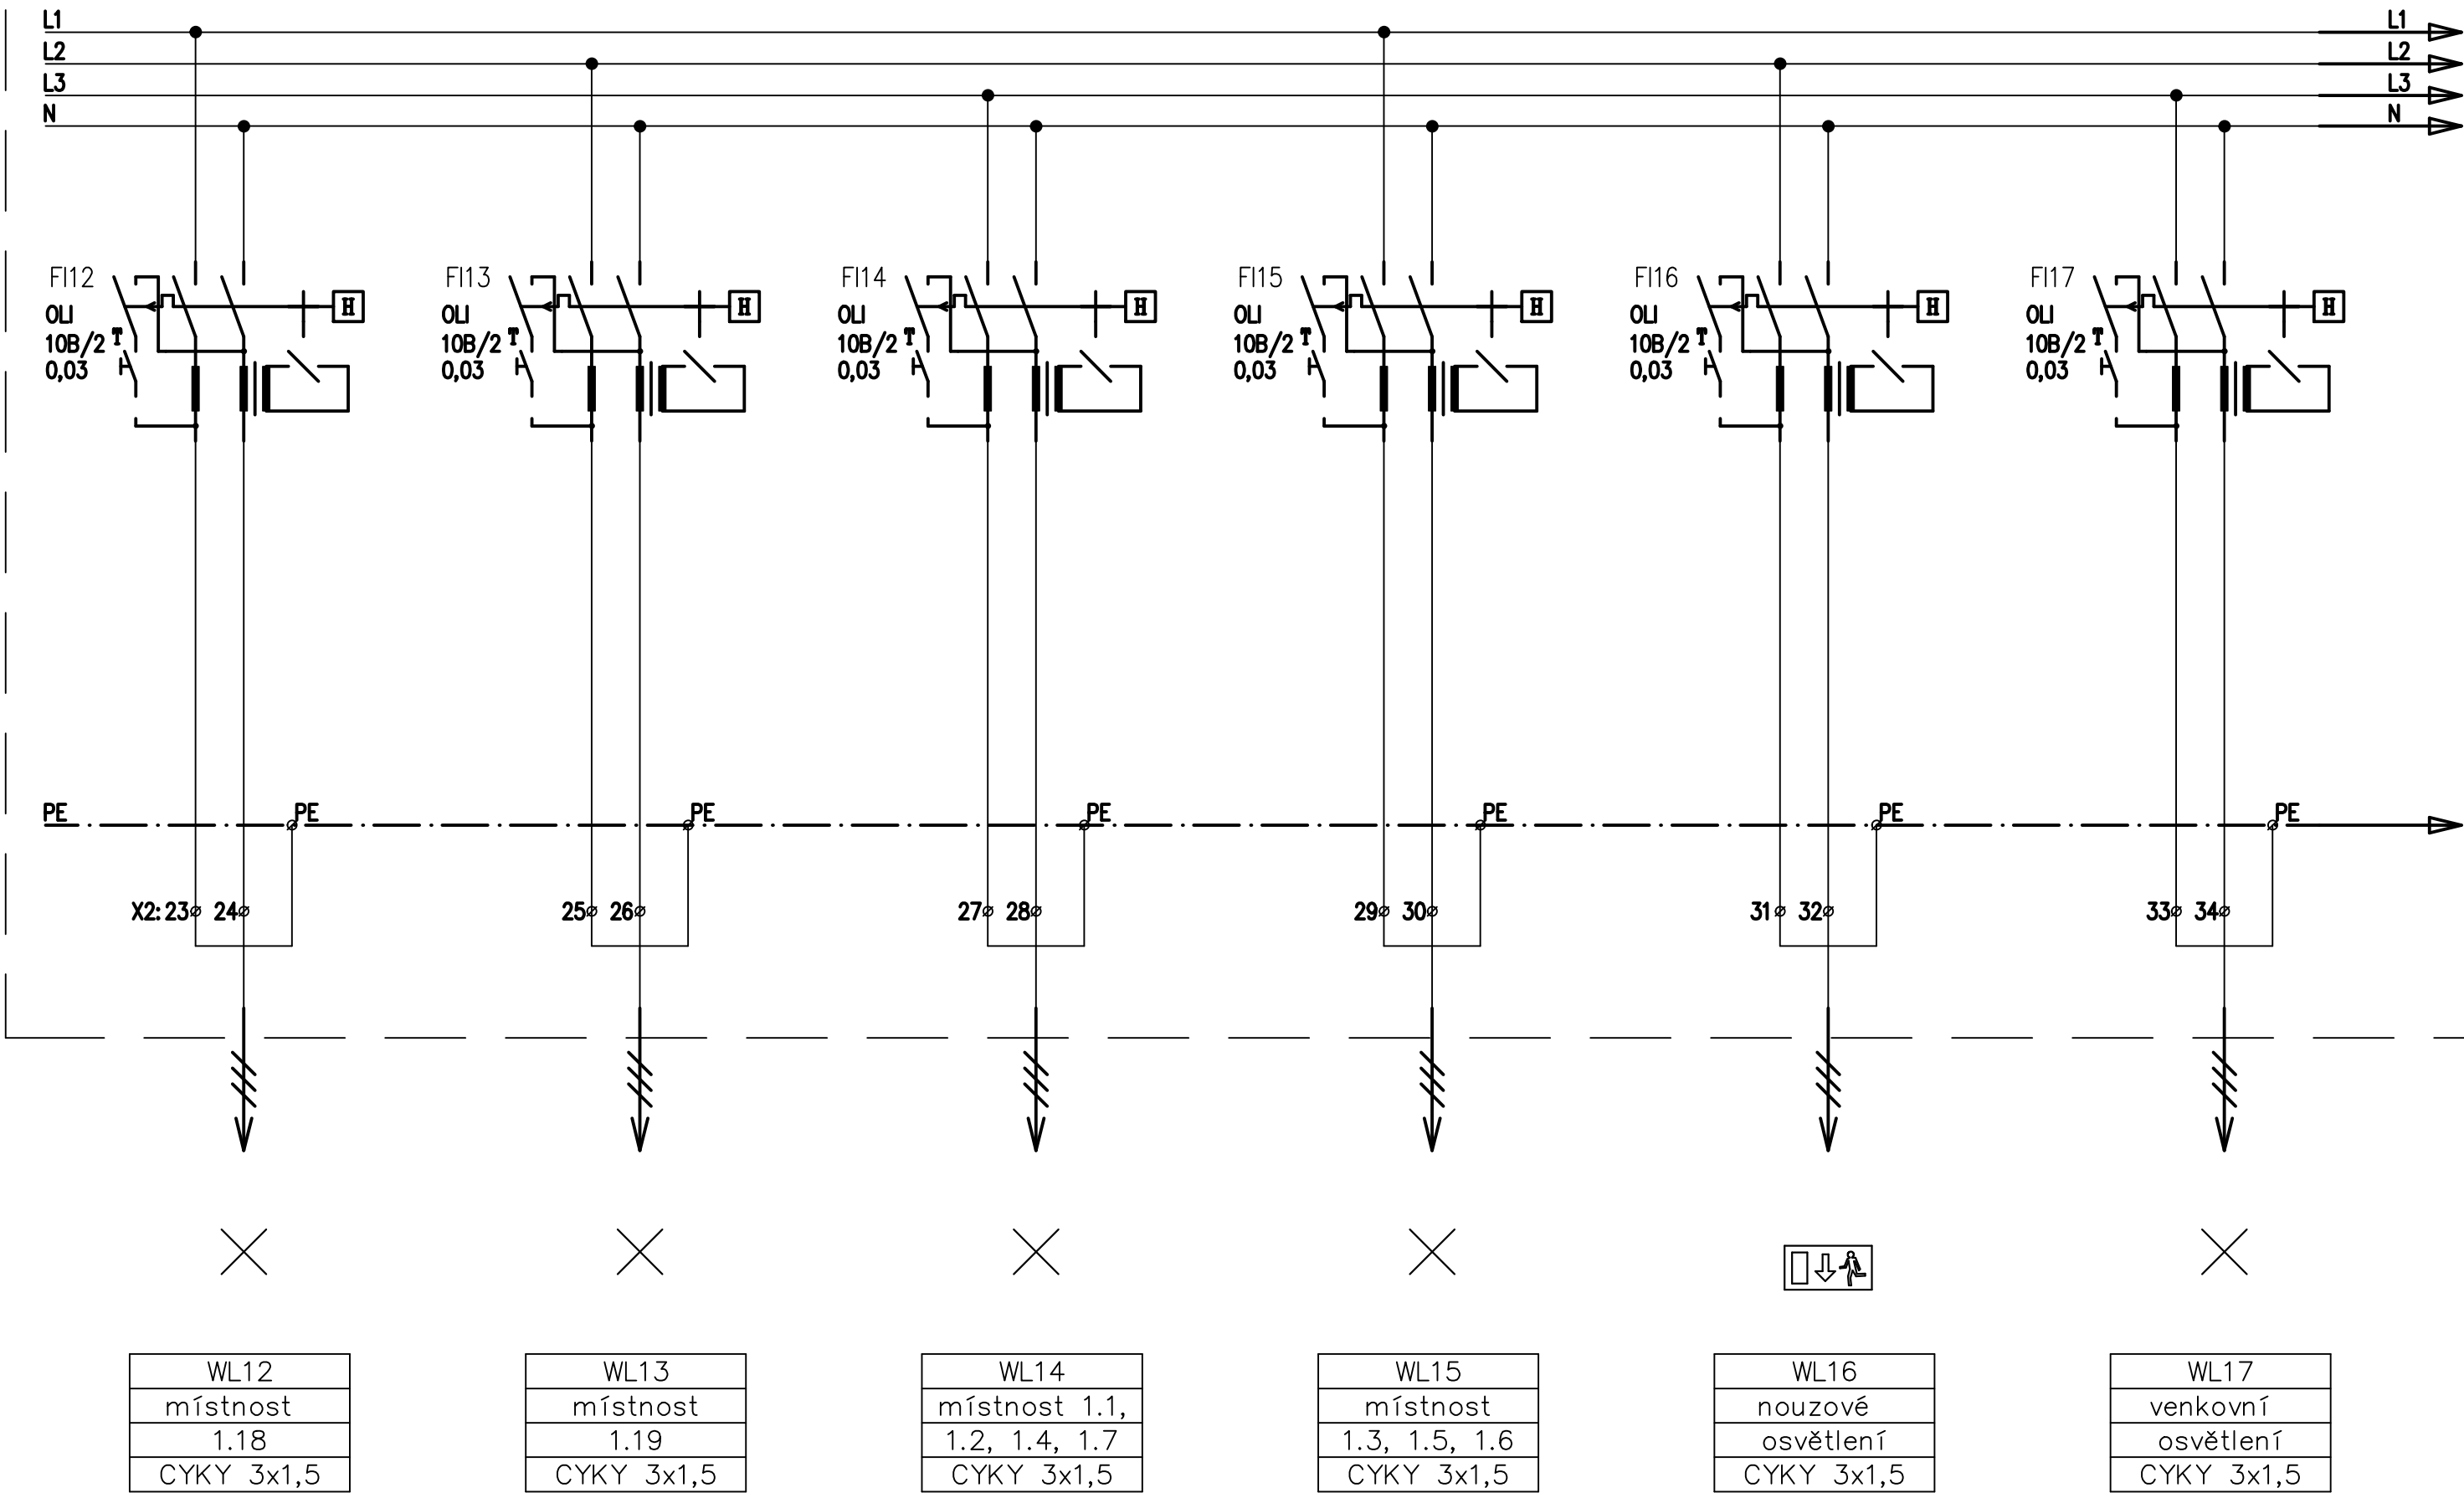 L1 L1
L2 L2
L3 L3
N N
FI12 FI13 FI14 FI15 FI16 FI17
H H H H H H
OLI OLI OLI OLI OLI OLI
10B/2 T 10B/2 T 10B/2 T 10B/2 T 10B/2 T 10B/2 T
0,03 0,03 0,03 0,03 0,03 0,03
PE PE PE PE PE PE PE
X2: 23 24 25 26 27 28 29 30 31 32 33 34
WL12
místnost
1.18
CYKY 3x1,5
WL13
místnost
1.19
CYKY 3x1,5
WL14
místnost 1.1,
1.2, 1.4, 1.7
CYKY 3x1,5
WL15
místnost
1.3, 1.5, 1.6
CYKY 3x1,5
WL16
nouzové
osvětlení
CYKY 3x1,5
WL17
venkovní
osvětlení
CYKY 3x1,5